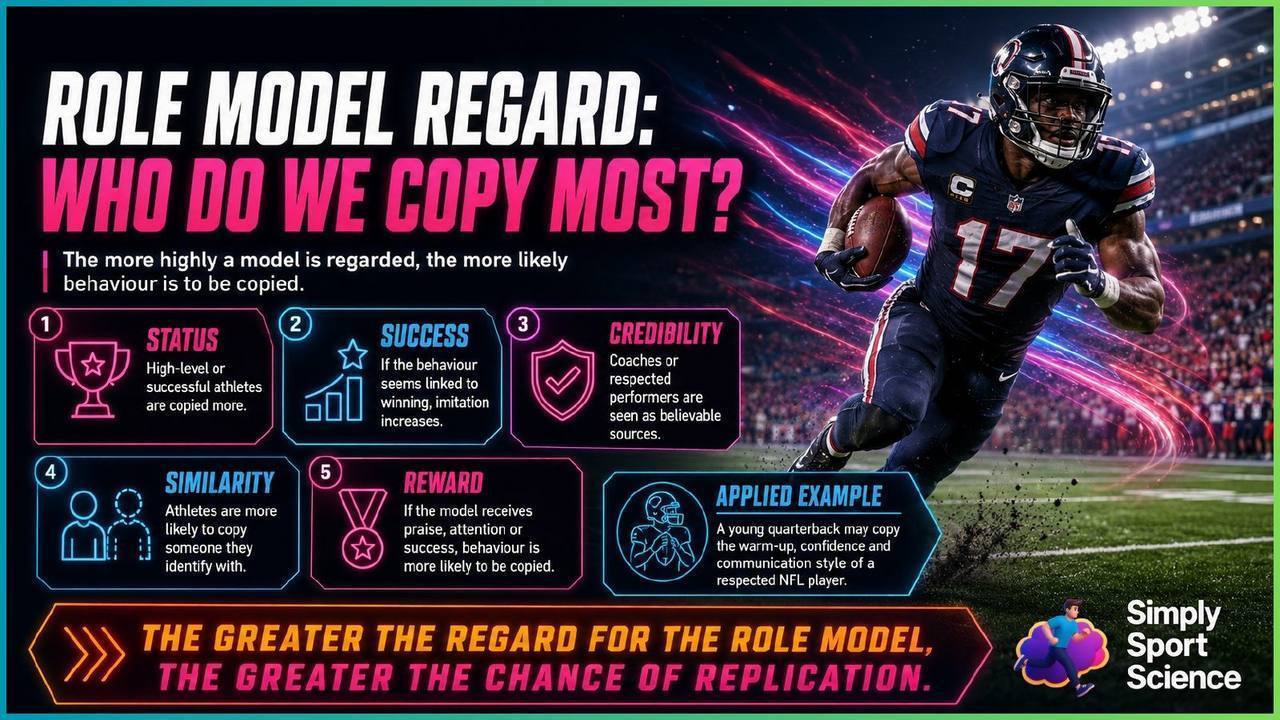 ROLE MODEL REGARD:
WHO DO WE COPY MOST?
The more highly a model is regarded, the more likely
behaviour is to be copied.
1
STATUS
High-level or
successful athletes
are copied more.
2
SUCCESS
If the behaviour
seems linked to
winning, imitation
increases.
3
CREDIBILITY
Coaches or
respected
performers are
seen as believable
sources.
4
SIMILARITY
Athletes are more
likely to copy
someone they
identify with.
5
REWARD
If the model receives
praise, attention or
success, behaviour is
more likely to be copied.
APPLIED EXAMPLE
A young quarterback may copy
the warm-up, confidence and
communication style of a
respected NFL player.
THE GREATER THE REGARD FOR THE ROLE MODEL,
THE GREATER THE CHANCE OF REPLICATION.
17
C
17
Simply
Sport
Science